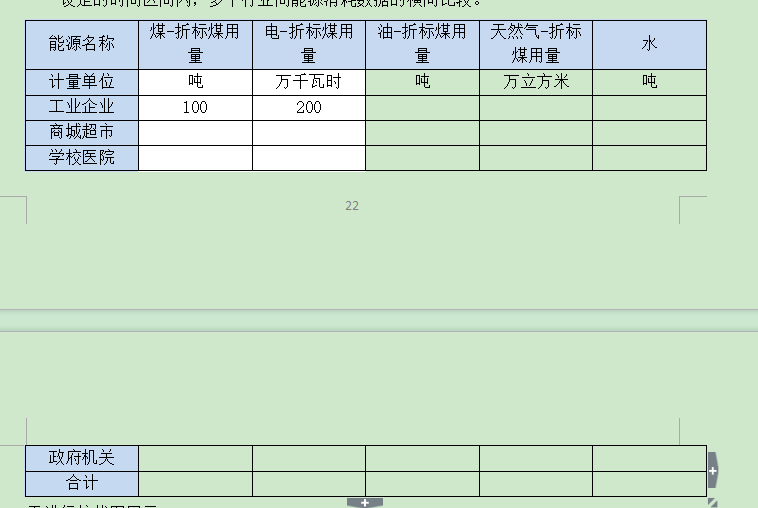 设定的时间区间内，多个行业间能源消耗数据的横向比较。
能源名称 煤-折标煤用量 电-折标煤用量 油-折标煤用量 天然气-折标煤用量 水
计量单位 吨 万千瓦时 吨 万立方米 吨
工业企业 100 200
商城超市
学校医院
22
政府机关
合计